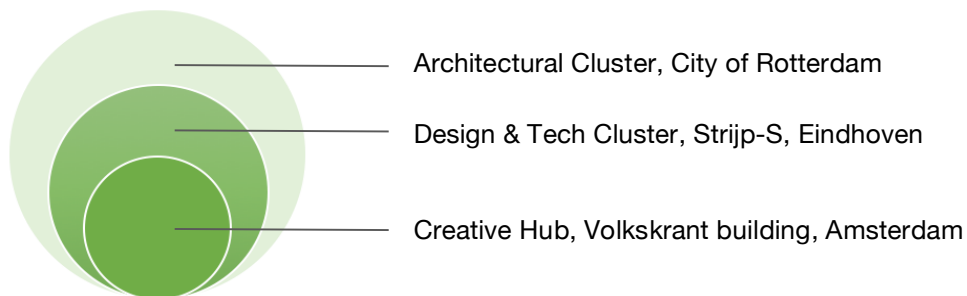 Architectural Cluster, City of Rotterdam
Design & Tech Cluster, Strijp-S, Eindhoven
Creative Hub, Volkskrant building, Amsterdam